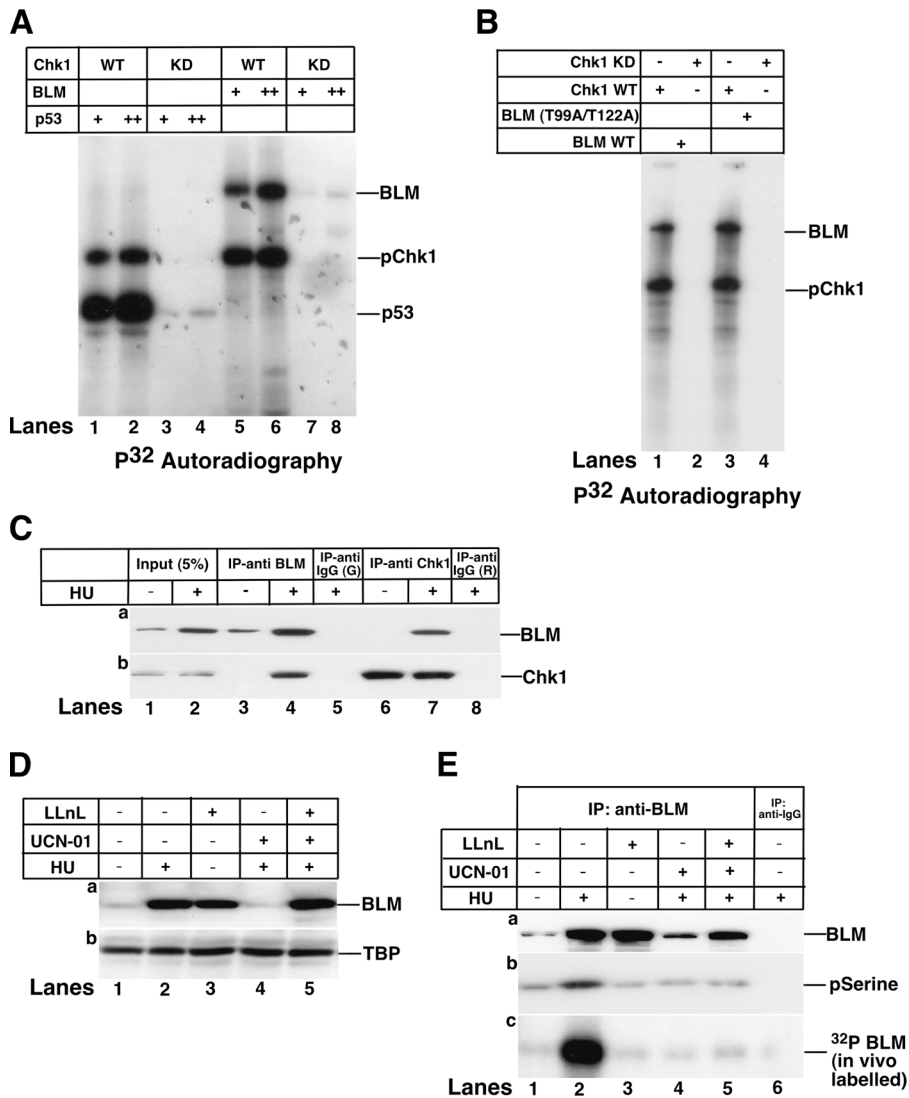 A
Chk1 WT KD WT KD
BLM + ++ + ++
p53 + ++ + ++
BLM
pChk1
p53
Lanes 1 2 3 4 5 6 7 8
P32 Autoradiography
B
Chk1 KD - + - +
Chk1 WT + - + -
BLM (T99A/T122A) +
BLM WT +
BLM
pChk1
Lanes 1 2 3 4
P32 Autoradiography
C
Input (5%) IP-anti BLM IP-anti IgG (G) IP-anti Chk1 IP-anti IgG (R)
HU - + - + + - + +
a
BLM
b
Chk1
Lanes 1 2 3 4 5 6 7 8
D
LLnL - - + - +
UCN-01 - - - + +
HU - + - + +
a
BLM
b
TBP
Lanes 1 2 3 4 5
E
IP: anti-BLM IP: anti-IgG
LLnL - - + - + -
UCN-01 - - - + + -
HU - + - + + +
a
BLM
b
pSerine
c
32P BLM
(in vivo
labelled)
Lanes 1 2 3 4 5 6